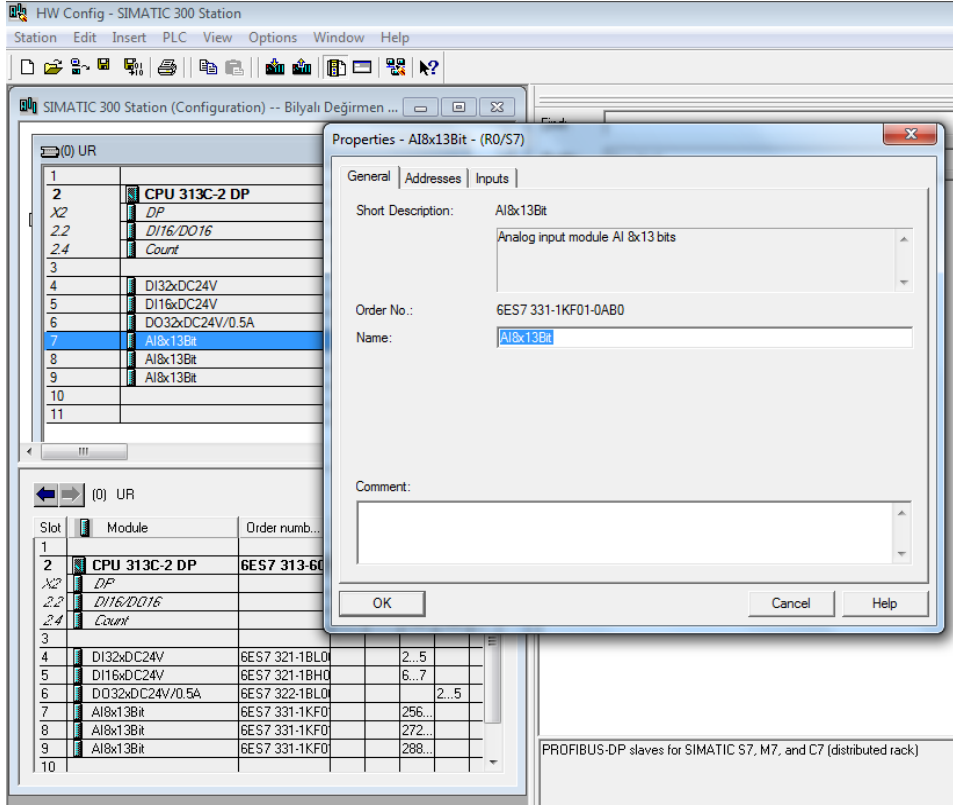 HW Config - SIMATIC 300 Station
Station Edit Insert PLC View Options Window Help
SIMATIC 300 Station (Configuration) -- Bilyalı Değirmen ...
(0) UR
1
2 CPU 313C-2 DP
X2 DP
2.2 DI16/DO16
2.4 Count
3
4 DI32xDC24V
5 DI16xDC24V
6 DO32xDC24V/0.5A
7 AI8x13Bit
8 AI8x13Bit
9 AI8x13Bit
10
11
Properties - AI8x13Bit - (R0/S7)
General Addresses Inputs
Short Description: AI8x13Bit
Analog input module AI 8x13 bits
Order No.: 6ES7 331-1KF01-0AB0
Name: AI8x13Bit
Comment:
OK Cancel Help
(0) UR
Slot Module Order numb...
1
2 CPU 313C-2 DP 6ES7 313-6C
X2 DP
2.2 DI16/DO16
2.4 Count
3
4 DI32xDC24V 6ES7 321-1BL0 2...5
5 DI16xDC24V 6ES7 321-1BH0 6...7
6 DO32xDC24V/0.5A 6ES7 322-1BL0 2...5
7 AI8x13Bit 6ES7 331-1KF0 256...
8 AI8x13Bit 6ES7 331-1KF0 272...
9 AI8x13Bit 6ES7 331-1KF0 288...
10
PROFIBUS-DP slaves for SIMATIC S7, M7, and C7 (distributed rack)